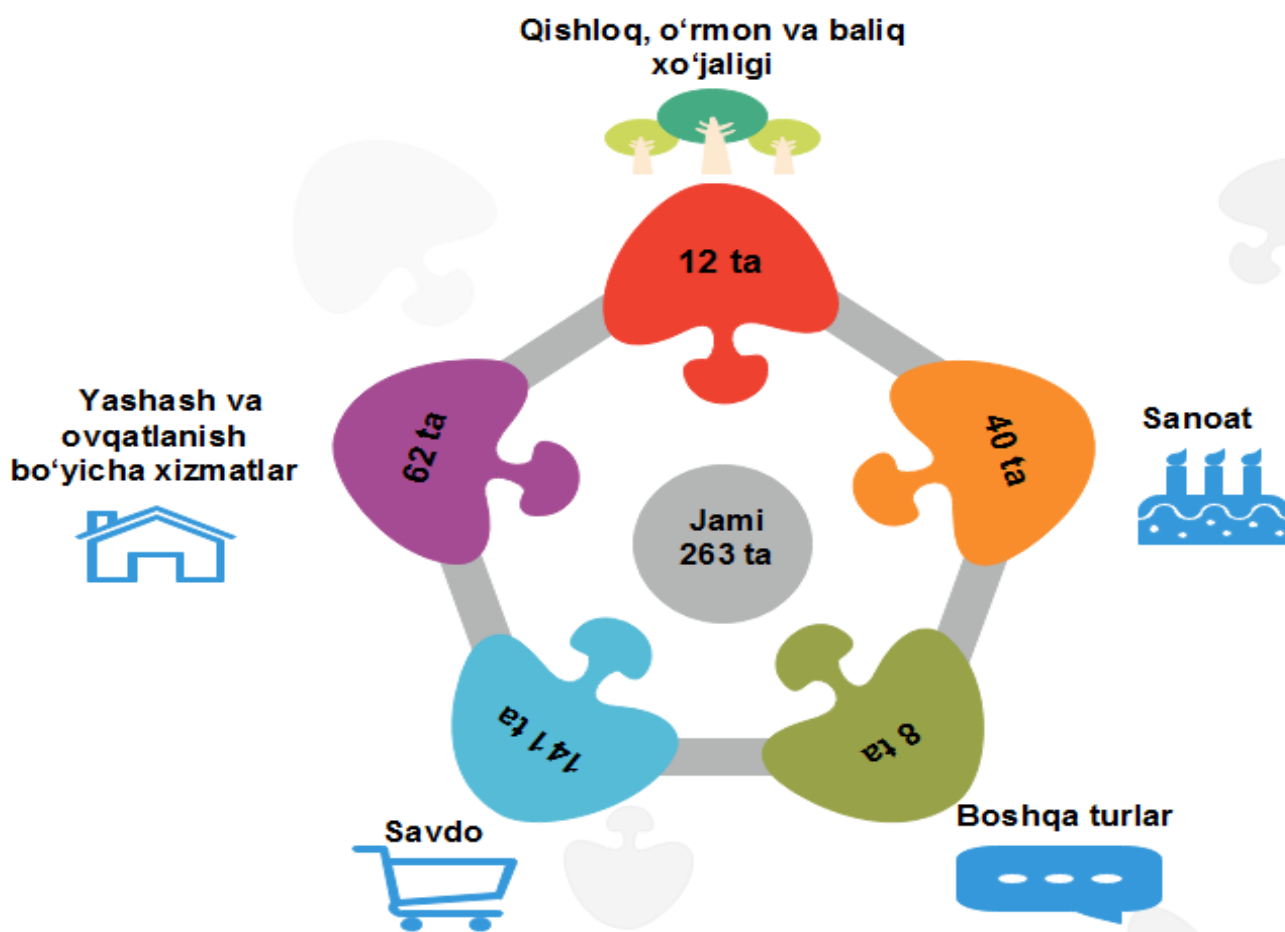 Qishloq, o‘rmon va baliq
xo‘jaligi
12 ta
40 ta
Sanoat
Yashash va
ovqatlanish
bo‘yicha xizmatlar
62 ta
Jami
263 ta
141 ta
8 ta
Savdo
Boshqa turlar